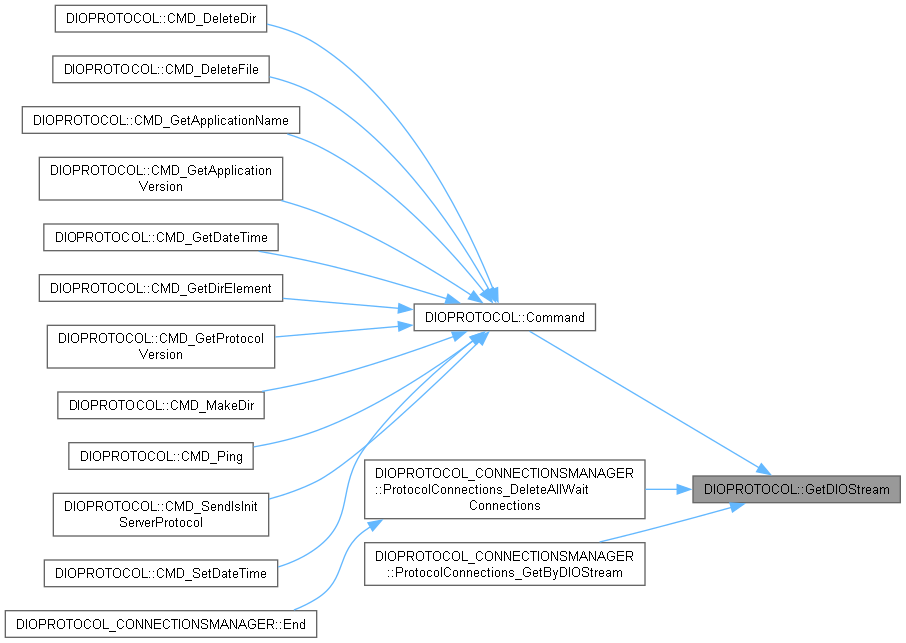 DIOPROTOCOL::CMD_DeleteDir
DIOPROTOCOL::CMD_DeleteFile
DIOPROTOCOL::CMD_GetApplicationName
DIOPROTOCOL::CMD_GetApplication
Version
DIOPROTOCOL::CMD_GetDateTime
DIOPROTOCOL::CMD_GetDirElement
DIOPROTOCOL::CMD_GetProtocol
Version
DIOPROTOCOL::CMD_MakeDir
DIOPROTOCOL::CMD_Ping
DIOPROTOCOL::CMD_SendIsInit
ServerProtocol
DIOPROTOCOL::CMD_SetDateTime
DIOPROTOCOL_CONNECTIONSMANAGER::End
DIOPROTOCOL::Command
DIOPROTOCOL_CONNECTIONSMANAGER
::ProtocolConnections_DeleteAllWait
Connections
DIOPROTOCOL_CONNECTIONSMANAGER
::ProtocolConnections_GetByDIOStream
DIOPROTOCOL::GetDIOStream